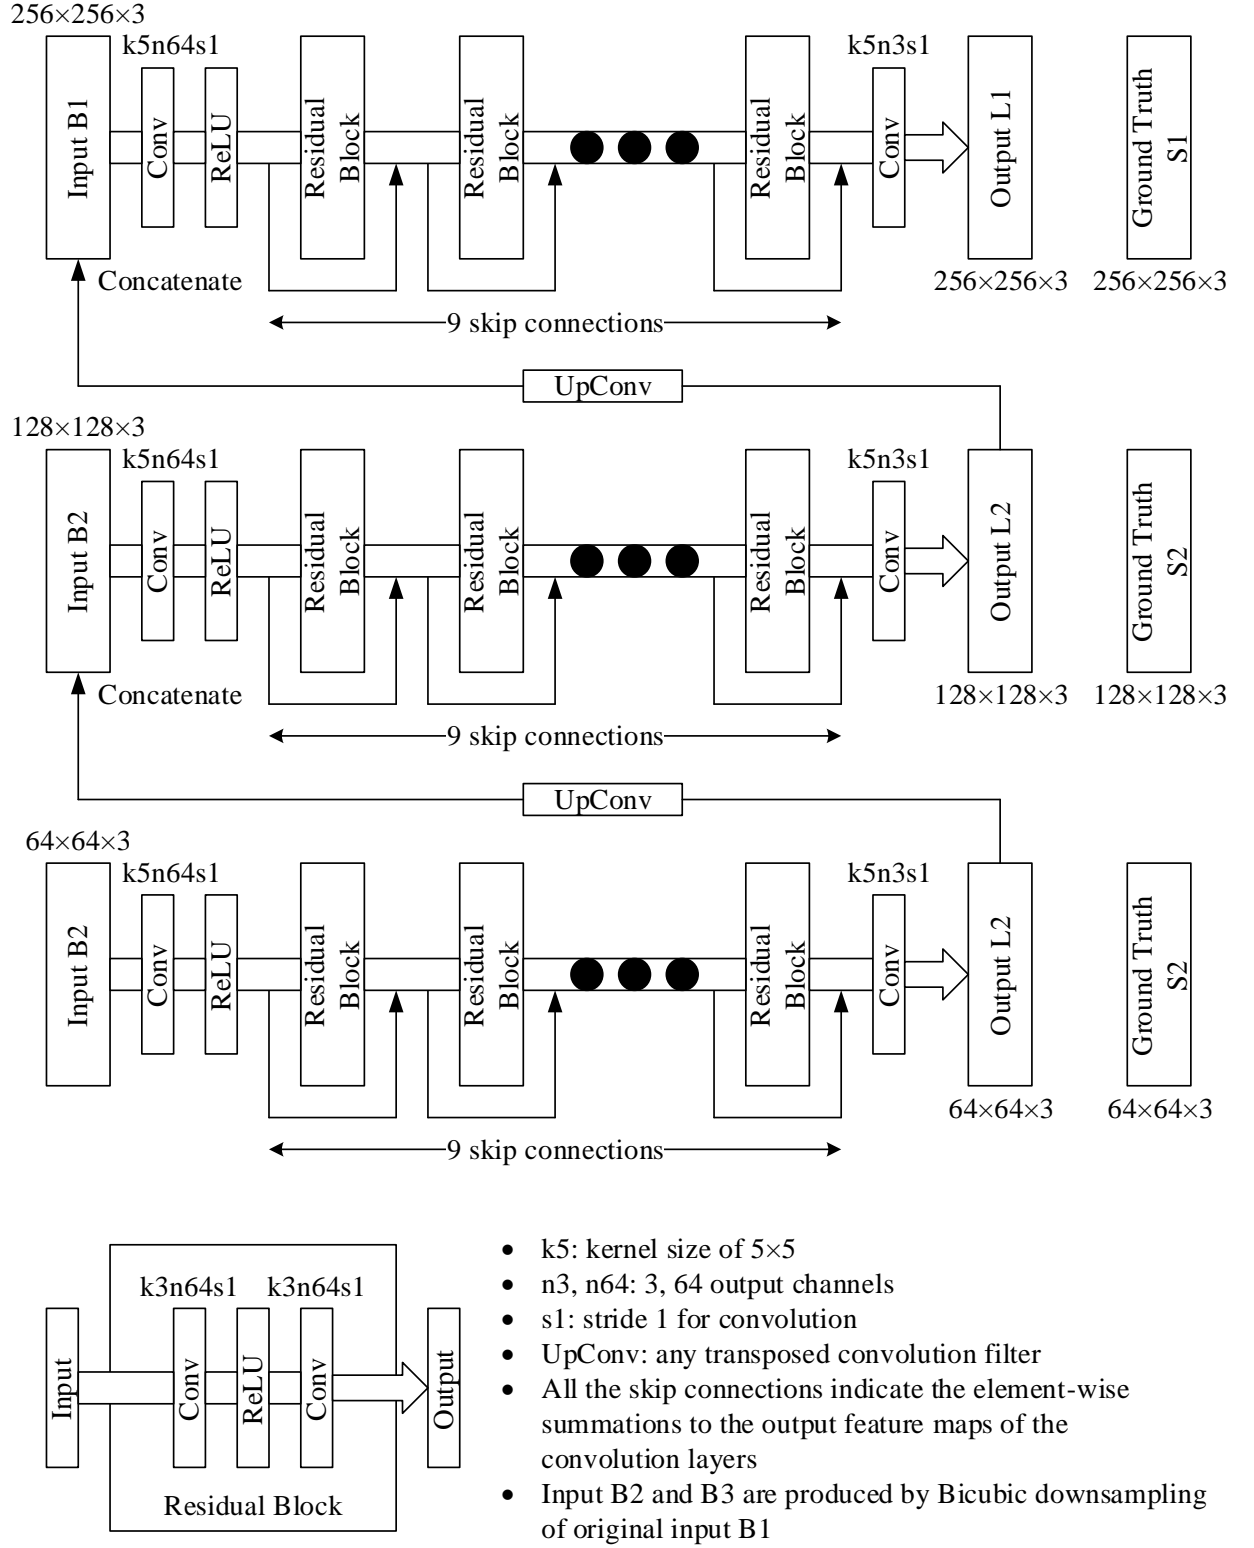 256×256×3
k5n64s1
k5n3s1
Input B1
Conv
ReLU
Residual
Block
Residual
Block
Residual
Block
Conv
Output L1
Ground Truth
S1
Concatenate
256×256×3
256×256×3
9 skip connections
UpConv
128×128×3
k5n64s1
k5n3s1
Input B2
Conv
ReLU
Residual
Block
Residual
Block
Residual
Block
Conv
Output L2
Ground Truth
S2
Concatenate
128×128×3
128×128×3
9 skip connections
UpConv
64×64×3
k5n64s1
k5n3s1
Input B2
Conv
ReLU
Residual
Block
Residual
Block
Residual
Block
Conv
Output L2
Ground Truth
S2
64×64×3
64×64×3
9 skip connections
k3n64s1
k3n64s1
Input
Conv
ReLU
Conv
Output
Residual Block
• k5: kernel size of 5×5
• n3, n64: 3, 64 output channels
• s1: stride 1 for convolution
• UpConv: any transposed convolution filter
• All the skip connections indicate the element-wise
summations to the output feature maps of the
convolution layers
• Input B2 and B3 are produced by Bicubic downsampling
of original input B1